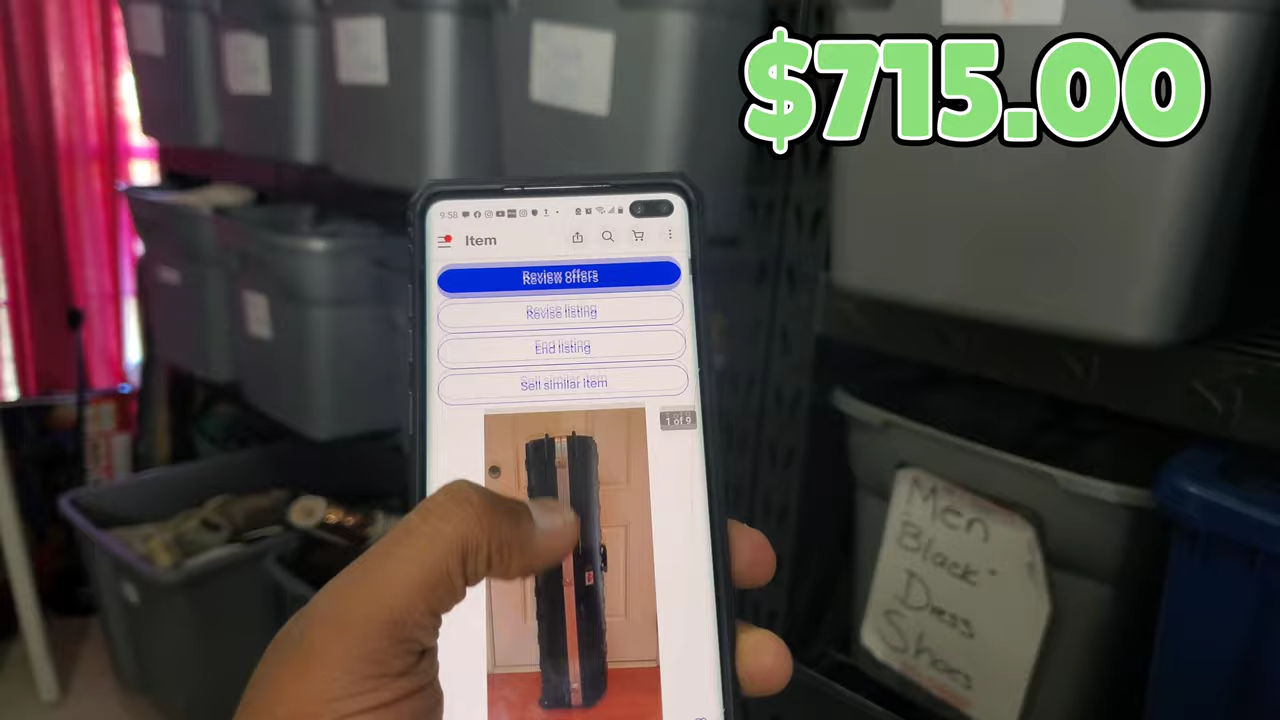 $715.00
9:58
Item
Review offers
Revise listing
End listing
Sell similar item
1 of 9
Men
Black
Dress
Shoes